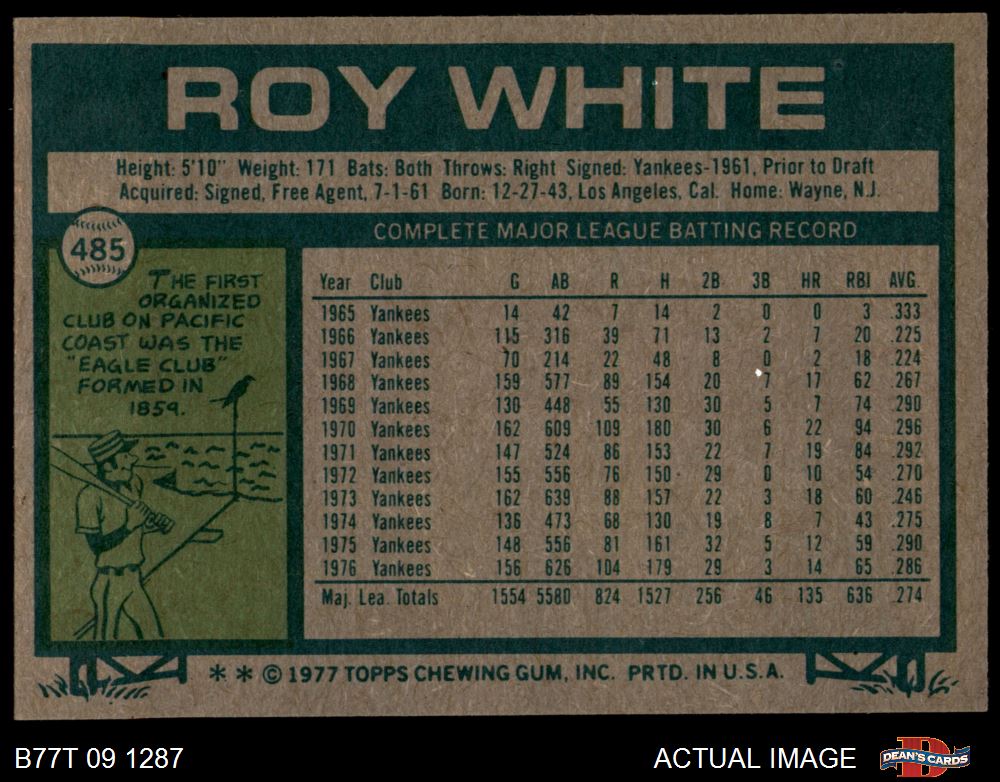 ROY WHITE
Height: 5'10" Weight: 171 Bats: Both Throws: Right Signed: Yankees-1961, Prior to Draft
Acquired: Signed, Free Agent, 7-1-61 Born: 12-27-43, Los Angeles, Cal. Home: Wayne, N.J.
485
THE FIRST
ORGANIZED
CLUB ON PACIFIC
COAST WAS THE
"EAGLE CLUB"
FORMED IN
1859.
COMPLETE MAJOR LEAGUE BATTING RECORD
Year Club G AB R H 2B 3B HR RBI AVG.
1965 Yankees 14 42 7 14 2 0 0 3 .333
1966 Yankees 115 316 39 71 13 2 7 20 .225
1967 Yankees 70 214 22 48 8 0 2 18 .224
1968 Yankees 159 577 89 154 20 7 17 62 .267
1969 Yankees 130 448 55 130 30 5 7 74 .290
1970 Yankees 162 609 109 180 30 6 22 94 .296
1971 Yankees 147 524 86 153 22 7 19 84 .292
1972 Yankees 155 556 76 150 29 0 10 54 .270
1973 Yankees 162 639 88 157 22 3 18 60 .246
1974 Yankees 136 473 68 130 19 8 7 43 .275
1975 Yankees 148 556 81 161 32 5 12 59 .290
1976 Yankees 156 626 104 179 29 3 14 65 .286
Maj. Lea. Totals 1554 5580 824 1527 256 46 135 636 .274
** © 1977 TOPPS CHEWING GUM, INC. PRTD. IN U.S.A.
B77T 09 1287 ACTUAL IMAGE DEAN'S CARDS